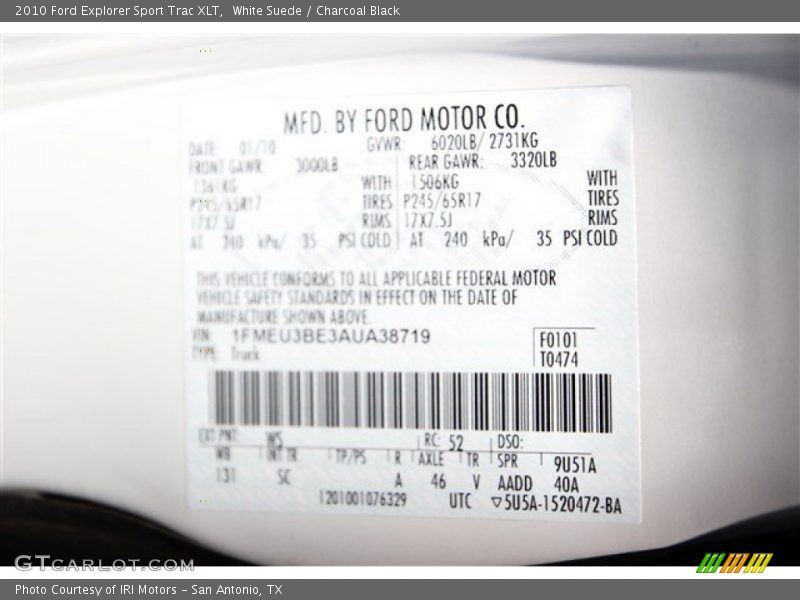 2010 Ford Explorer Sport Trac XLT, White Suede / Charcoal Black
MFD. BY FORD MOTOR CO.
DATE: 01/10 GVWR: 6020LB/ 2731KG
FRONT GAWR: 3000LB REAR GAWR: 3320LB
1361KG WITH 1506KG WITH
P245/65R17 TIRES P245/65R17 TIRES
17X7.5J RIMS 17X7.5J RIMS
AT 240 kPa/ 35 PSI COLD AT 240 kPa/ 35 PSI COLD
THIS VEHICLE CONFORMS TO ALL APPLICABLE FEDERAL MOTOR
VEHICLE SAFETY STANDARDS IN EFFECT ON THE DATE OF
MANUFACTURE SHOWN ABOVE.
VIN: 1FMEU3BE3AUA38719 F0101
TYPE: Truck T0474
EXT PNT: WS RC: 52 DSO:
WB INT TR TP/PS R AXLE TR SPR 9U51A
131 SC A 46 V AADD 40A
1201001076329 UTC ▽5U5A-1520472-BA
GTCARLOT.COM
Photo Courtesy of IRI Motors - San Antonio, TX